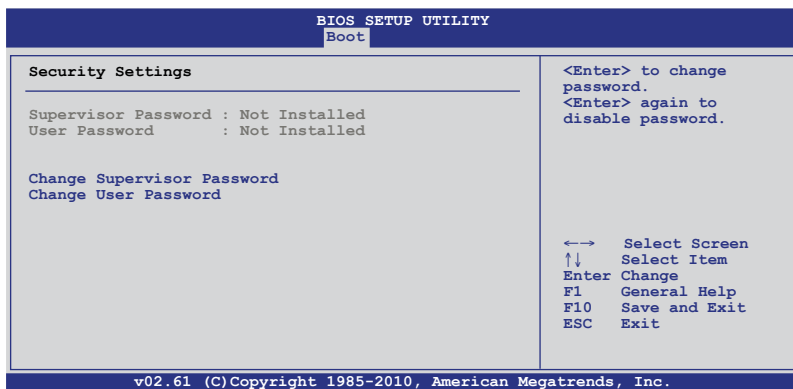 BIOS SETUP UTILITY
Boot
Security Settings
Supervisor Password : Not Installed
User Password : Not Installed
Change Supervisor Password
Change User Password
<Enter> to change
password.
<Enter> again to
disable password.
←→ Select Screen
↑↓ Select Item
Enter Change
F1 General Help
F10 Save and Exit
ESC Exit
v02.61 (C)Copyright 1985-2010, American Megatrends, Inc.